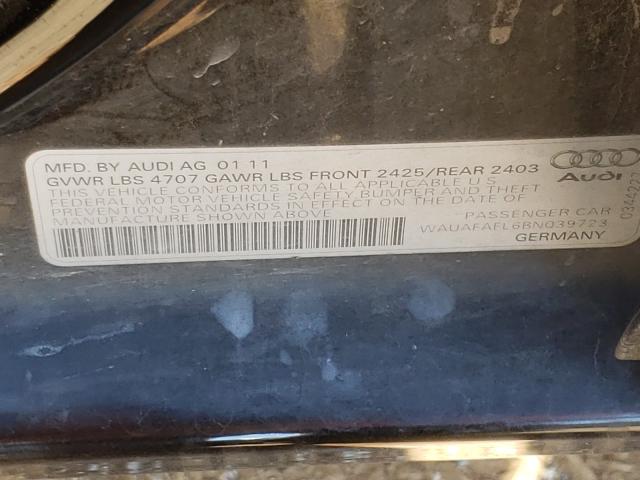 MFD. BY AUDI AG 01 11
GVWR LBS 4707 GAWR LBS FRONT 2425/REAR 2403
THIS VEHICLE CONFORMS TO ALL APPLICABLE U.S.
FEDERAL MOTOR VEHICLE SAFETY BUMPER AND THEFT
PREVENTION STANDARDS IN EFFECT ON THE DATE OF
MANUFACTURE SHOWN ABOVE
PASSENGER CAR
WAUAFAFL6BN039723
GERMANY
Audi